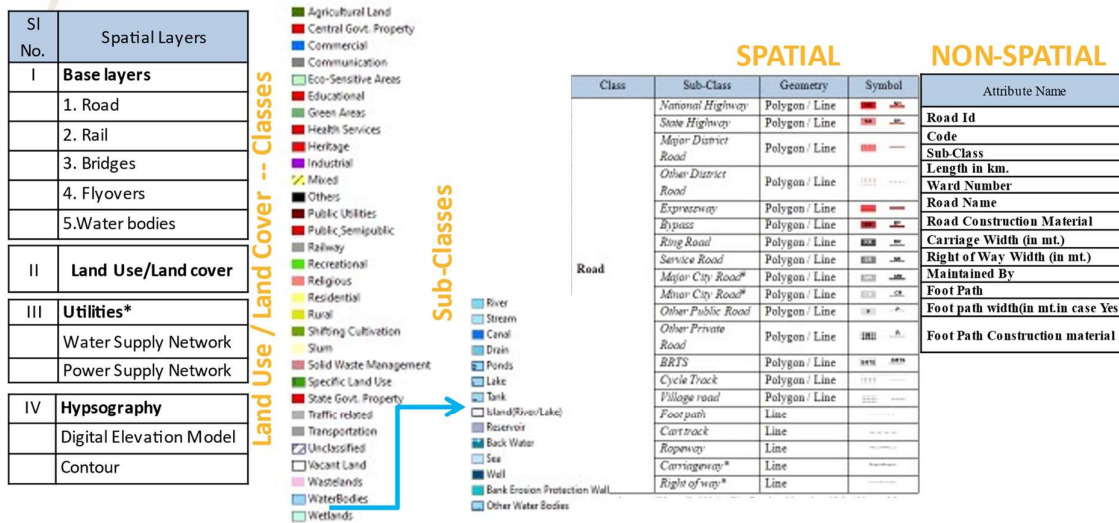 Sl No.
Spatial Layers
I
Base layers
1. Road
2. Rail
3. Bridges
4. Flyovers
5.Water bodies
II
Land Use/Land cover
III
Utilities*
Water Supply Network
Power Supply Network
IV
Hypsography
Digital Elevation Model
Contour
Land Use / Land Cover -- Classes
Agricultural Land
Central Govt. Property
Commercial
Communication
Eco-Sensitive Areas
Educational
Green Areas
Health Services
Heritage
Industrial
Mixed
Others
Public Utilities
Public_Semipublic
Railway
Recreational
Religious
Residential
Rural
Shifting Cultivation
Slum
Solid Waste Management
Specific Land Use
State Govt. Property
Traffic related
Transportation
Unclassified
Vacant Land
Wastelands
WaterBodies
Wetlands
Sub-Classes
River
Stream
Canal
Drain
Ponds
Lake
Tank
Island(River/Lake)
Reservoir
Back Water
Sea
Well
Bank Erosion Protection Wall
Other Water Bodies
SPATIAL
Class Sub-Class Geometry Symbol
Road
National Highway Polygon / Line
State Highway Polygon / Line
Major District Road Polygon / Line
Other District Road Polygon / Line
Expressway Polygon / Line
Bypass Polygon / Line
Ring Road Polygon / Line
Service Road Polygon / Line
Major City Road# Polygon / Line
Minor City Road# Polygon / Line
Other Public Road Polygon / Line
Other Private Road Polygon / Line
BRTS Polygon / Line
Cycle Track Polygon / Line
Village road Polygon / Line
Foot path Line
Cart track Line
Ropeway Line
Carriageway* Line
Right of way* Line
NON-SPATIAL
Attribute Name
Road Id
Code
Sub-Class
Length in km.
Ward Number
Road Name
Road Construction Material
Carriage Width (in mt.)
Right of Way Width (in mt.)
Maintained By
Foot Path
Foot path width(in mt.in case Yes
Foot Path Construction material